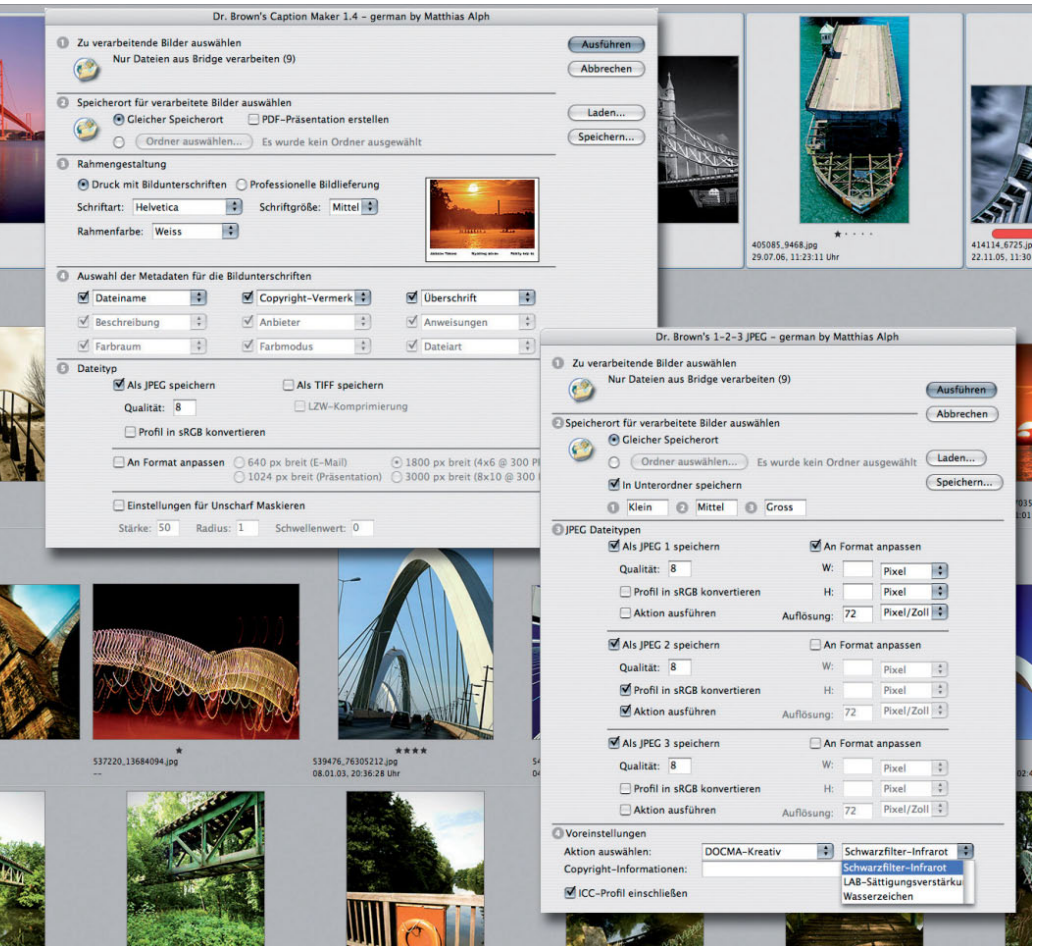 Dr. Brown's Caption Maker 1.4 – german by Matthias Alph
1 Zu verarbeitende Bilder auswählen
Nur Dateien aus Bridge verarbeiten (9)
Ausführen
Abbrechen
2 Speicherort für verarbeitete Bilder auswählen
Gleicher Speicherort PDF-Präsentation erstellen
Ordner auswählen... Es wurde kein Ordner ausgewählt
Laden...
Speichern...
3 Rahmengestaltung
Druck mit Bildunterschriften Professionelle Bildlieferung
Schriftart: Helvetica Schriftgröße: Mittel
Rahmenfarbe: Weiss
4 Auswahl der Metadaten für die Bildunterschriften
Dateiname Copyright-Vermerk Überschrift
Beschreibung Anbieter Anweisungen
Farbraum Farbmodus Dateiart
5 Dateityp
Als JPEG speichern Als TIFF speichern
Qualität: 8 LZW-Komprimierung
Profil in sRGB konvertieren
An Format anpassen 640 px breit (E-Mail) 1800 px breit (4x6 @ 300
1024 px breit (Präsentation) 3000 px breit (8x10 @ 300
Einstellungen für Unscharf Maskieren
Stärke: 50 Radius: 1 Schwellenwert: 0
405085_9468.jpg
29.07.06, 11:23:11 Uhr
414114_6725.jp
22.11.05, 11:30
Dr. Brown's 1-2-3 JPEG – german by Matthias Alph
1 Zu verarbeitende Bilder auswählen
Nur Dateien aus Bridge verarbeiten (9)
Ausführen
Abbrechen
2 Speicherort für verarbeitete Bilder auswählen
Gleicher Speicherort
Ordner auswählen... Es wurde kein Ordner ausgewählt
Laden...
In Unterordner speichern
Speichern...
1 Klein 2 Mittel 3 Gross
3 JPEG Dateitypen
Als JPEG 1 speichern An Format anpassen
Qualität: 8 W: Pixel
Profil in sRGB konvertieren H: Pixel
Aktion ausführen Auflösung: 72 Pixel/Zoll
Als JPEG 2 speichern An Format anpassen
Qualität: 8 W: Pixel
Profil in sRGB konvertieren H: Pixel
Aktion ausführen Auflösung: 72 Pixel/Zoll
Als JPEG 3 speichern An Format anpassen
Qualität: 8 W: Pixel
Profil in sRGB konvertieren H: Pixel
Aktion ausführen Auflösung: 72 Pixel/Zoll
4 Voreinstellungen
Aktion auswählen: DOCMA-Kreativ Schwarzfilter-Infrarot
Schwarzfilter-Infrarot
LAB-Sättigungsverstärku
Wasserzeichen
Copyright-Informationen:
ICC-Profil einschließen
537220_13684094.jpg
--
539476_76305212.jpg
08.01.03, 20:36:28 Uhr